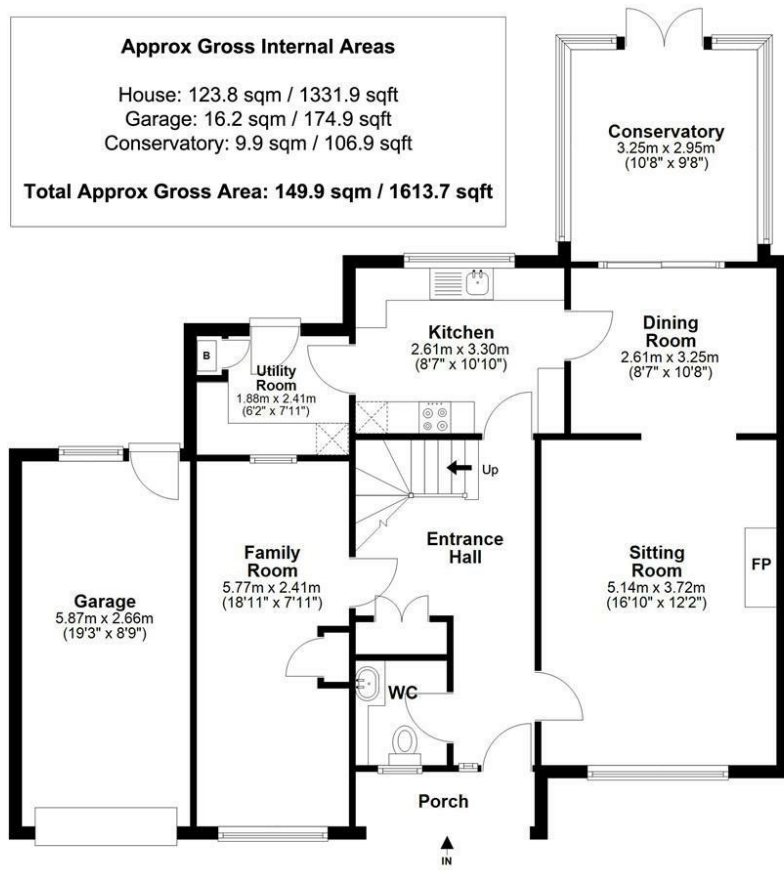 Approx Gross Internal Areas
House: 123.8 sqm / 1331.9 sqft
Garage: 16.2 sqm / 174.9 sqft
Conservatory: 9.9 sqm / 106.9 sqft
Total Approx Gross Area: 149.9 sqm / 1613.7 sqft
Conservatory
3.25m x 2.95m
(10'8" x 9'8")
Kitchen
2.61m x 3.30m
(8'7" x 10'10")
Dining
Room
2.61m x 3.25m
(8'7" x 10'8")
B
Utility
Room
1.88m x 2.41m
(6'2" x 7'11")
Up
Entrance
Hall
Family
Room
5.77m x 2.41m
(18'11" x 7'11")
Sitting
Room
5.14m x 3.72m
(16'10" x 12'2")
FP
Garage
5.87m x 2.66m
(19'3" x 8'9")
WC
Porch
IN